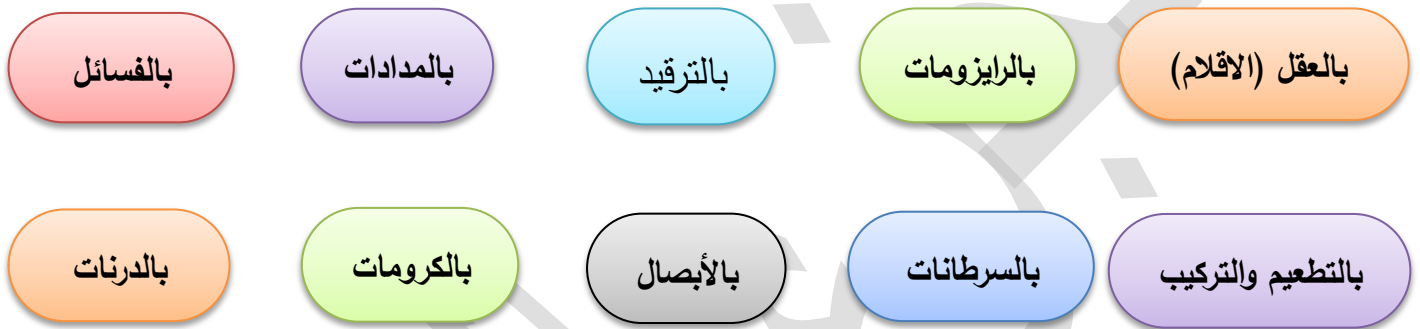 بالعقل (الاقلام)
بالرايزومات
بالترقيد
بالمدادات
بالفسائل
بالتطعيم والتركيب
بالسرطانات
بالأبصال
بالكرومات
بالدرنات